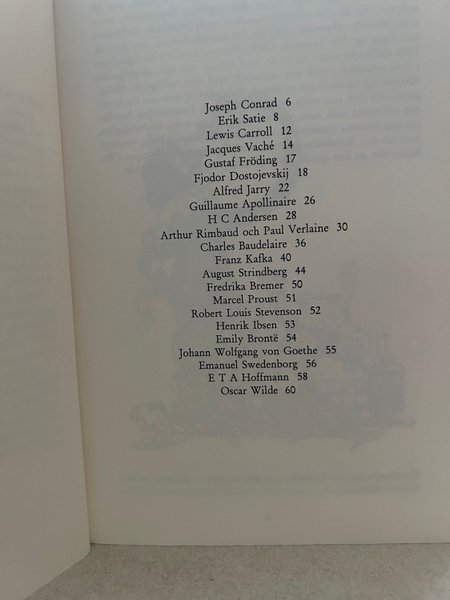 Joseph Conrad 6
Erik Satie 8
Lewis Carroll 12
Jacques Vaché 14
Gustaf Fröding 17
Fjodor Dostojevskij 18
Alfred Jarry 22
Guillaume Apollinaire 26
H C Andersen 28
Arthur Rimbaud och Paul Verlaine 30
Charles Baudelaire 36
Franz Kafka 40
August Strindberg 44
Fredrika Bremer 50
Marcel Proust 51
Robert Louis Stevenson 52
Henrik Ibsen 53
Emily Brontë 54
Johann Wolfgang von Goethe 55
Emanuel Swedenborg 56
E T A Hoffmann 58
Oscar Wilde 60